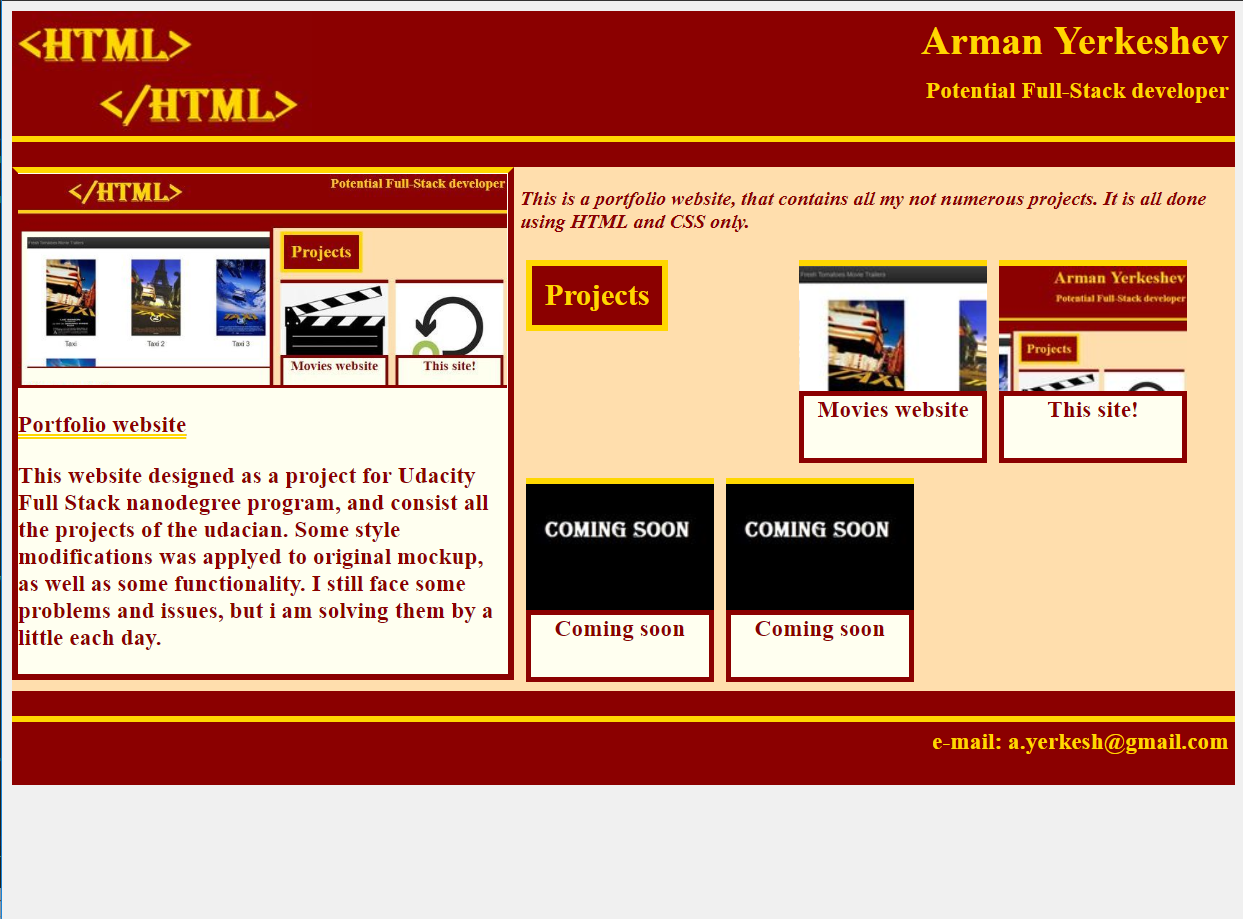 <HTML>
</HTML>
Arman Yerkeshev
Potential Full-Stack developer
</HTML>
Potential Full-Stack developer
Fresh Tomatoes Movie Trailers
Projects
TAXI
TAXI
TAXI
Taxi
Taxi 2
Taxi 3
Movies website
This site!
Portfolio website
This website designed as a project for Udacity
Full Stack nanodegree program, and consist all
the projects of the udacian. Some style
modifications was applyed to original mockup,
as well as some functionality. I still face some
problems and issues, but i am solving them by a
little each day.
This is a portfolio website, that contains all my not numerous projects. It is all done
using HTML and CSS only.
Projects
Fresh Tomatoes Movie Trailers
TAXI
Movies website
Arman Yerkeshev
Potential Full-Stack developer
Projects
This site!
COMING SOON
Coming soon
COMING SOON
Coming soon
e-mail: a.yerkesh@gmail.com